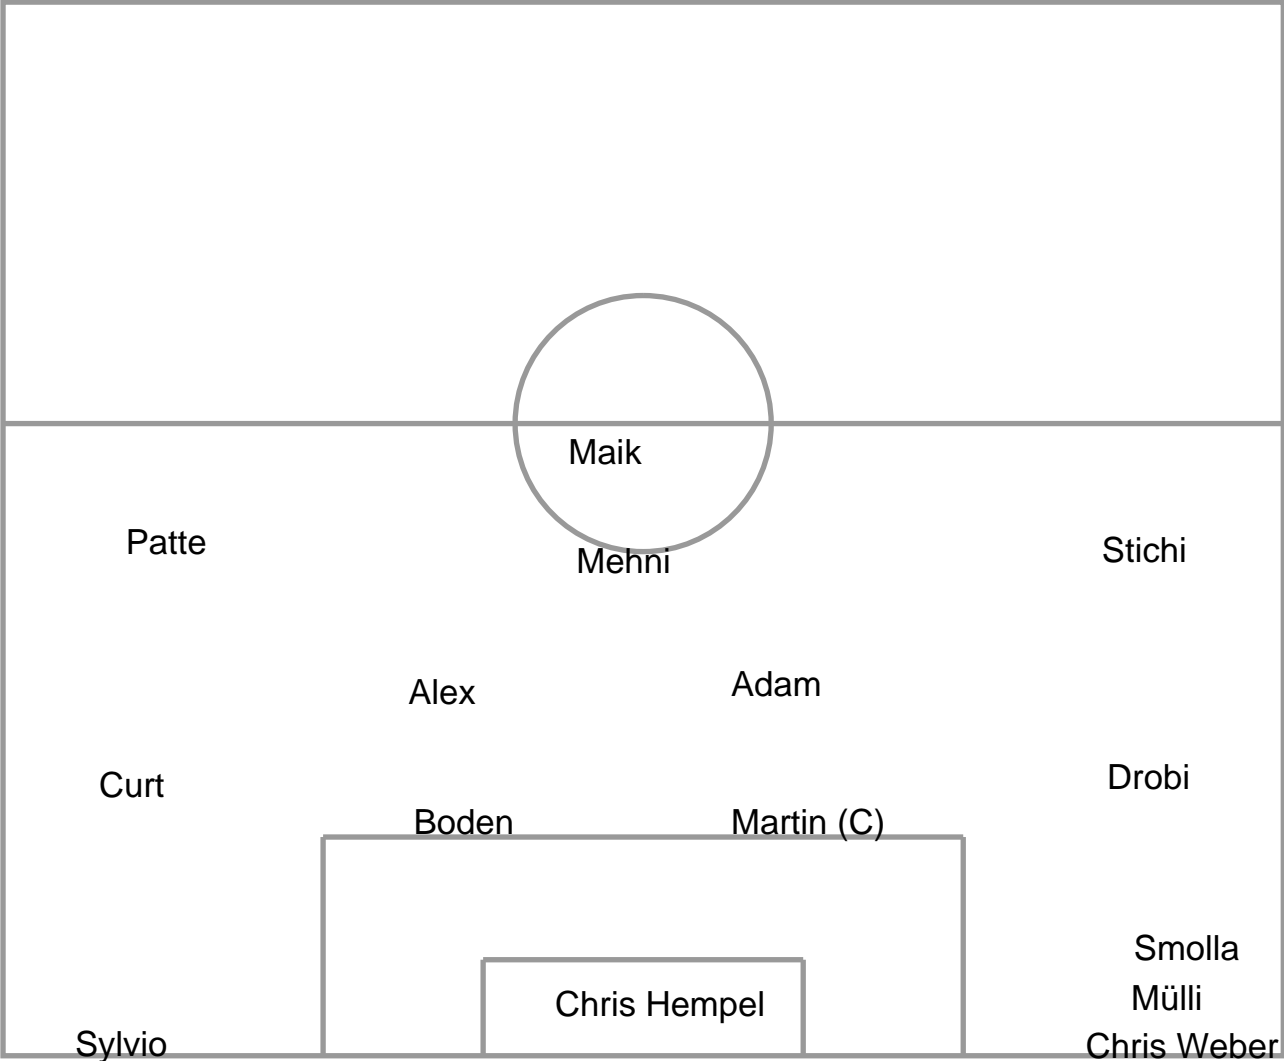 Maik
Patte
Mehni
Stichi
Alex
Adam
Curt
Drobi
Boden
Martin (C)
Smolla
Mülli
Chris Hempel
Sylvio
Chris Weber